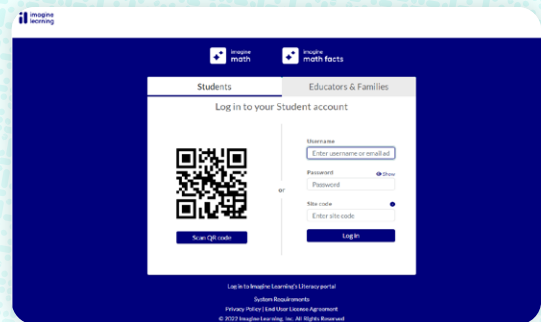 imagine
learning
imagine
math
imagine
math facts
Students
Educators & Families
Log in to your Student account
Username
Enter username or email ad
Password
Show
Password
or
Site code
Enter site code
Scan QR code
Log in
Log in to Imagine Learning's Literacy portal
System Requirements
Privacy Policy | End User License Agreement
© 2022 Imagine Learning, Inc. All Rights Reserved